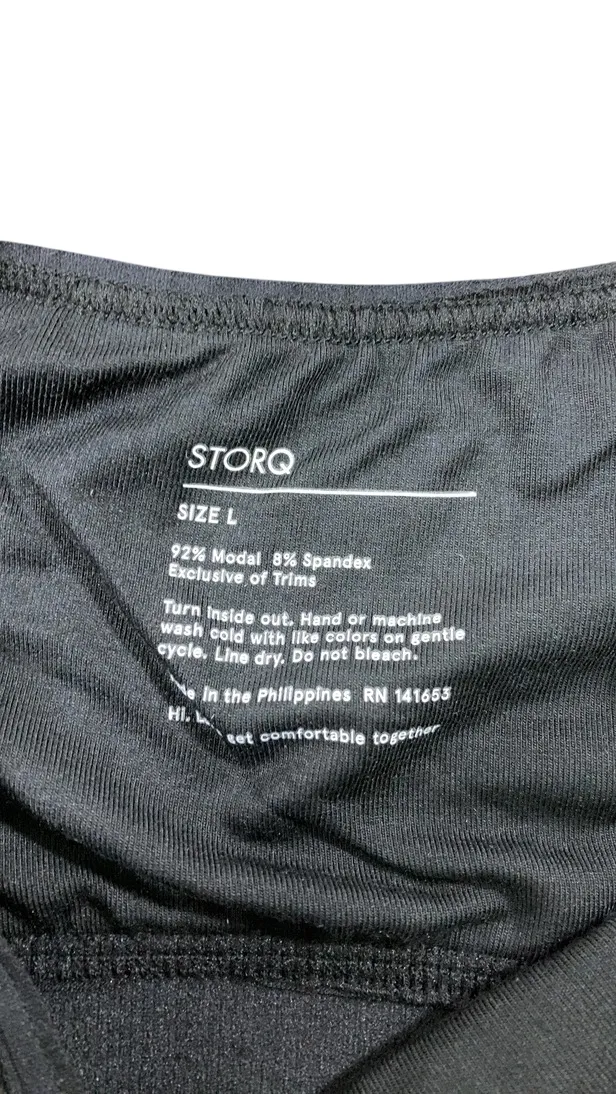 STORQ
SIZE L
92% Modal 8% Spandex
Exclusive of Trims
Turn inside out. Hand or machine
wash cold with like colors on gentle
cycle. Line dry. Do not bleach.
in the Philippines RN 141653
Hi. get comfortable together